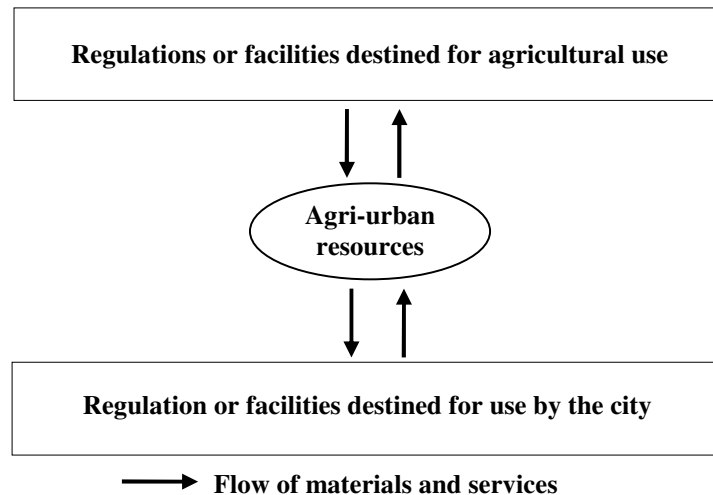 Regulations or facilities destined for agricultural use
Agri-urban
resources
Regulation or facilities destined for use by the city
Flow of materials and services